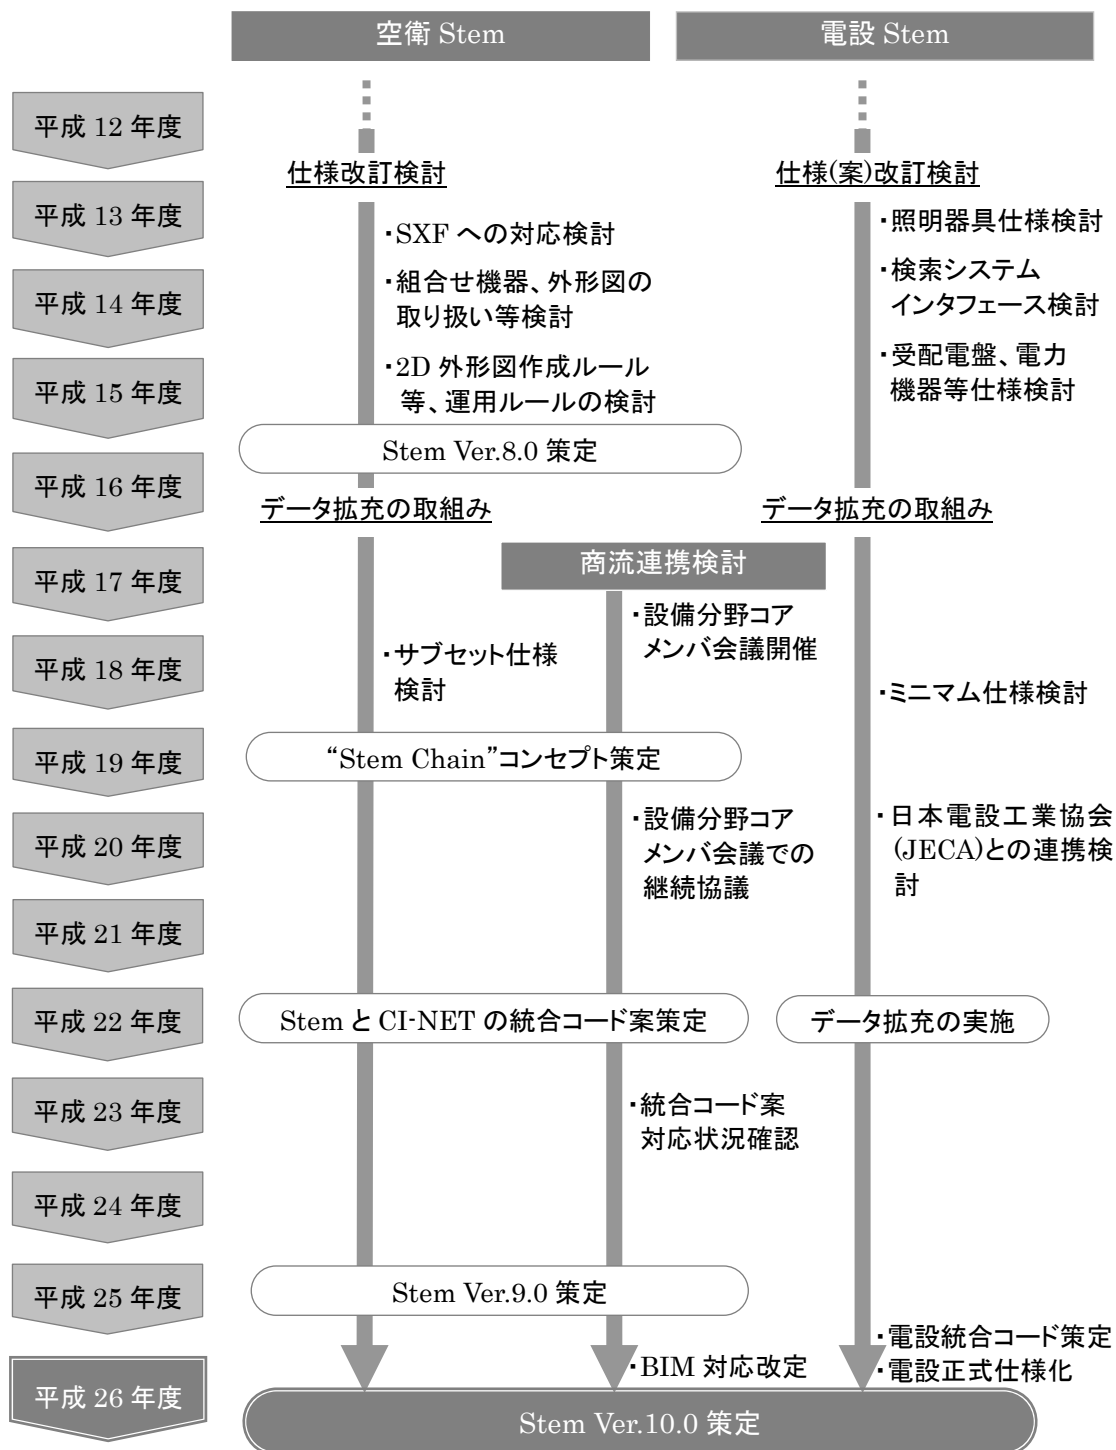 空衛 Stem
電設 Stem
平成 12 年度
仕様改訂検討
仕様(案)改訂検討
平成 13 年度
・SXF への対応検討
・照明器具仕様検討
平成 14 年度
・組合せ機器、外形図の
取り扱い等検討
・検索システム
インタフェース検討
平成 15 年度
・2D 外形図作成ルール
等、運用ルールの検討
・受配電盤、電力
機器等仕様検討
Stem Ver.8.0 策定
平成 16 年度
データ拡充の取組み
データ拡充の取組み
平成 17 年度
商流連携検討
・設備分野コア
メンバ会議開催
平成 18 年度
・サブセット仕様
検討
・ミニマム仕様検討
平成 19 年度
“Stem Chain”コンセプト策定
平成 20 年度
・設備分野コア
メンバ会議での
継続協議
・日本電設工業協会
(JECA)との連携検
討
平成 21 年度
平成 22 年度
Stem と CI-NET の統合コード案策定
データ拡充の実施
平成 23 年度
・統合コード案
対応状況確認
平成 24 年度
平成 25 年度
Stem Ver.9.0 策定
・電設統合コード策定
・電設正式仕様化
・BIM 対応改定
平成 26 年度
Stem Ver.10.0 策定